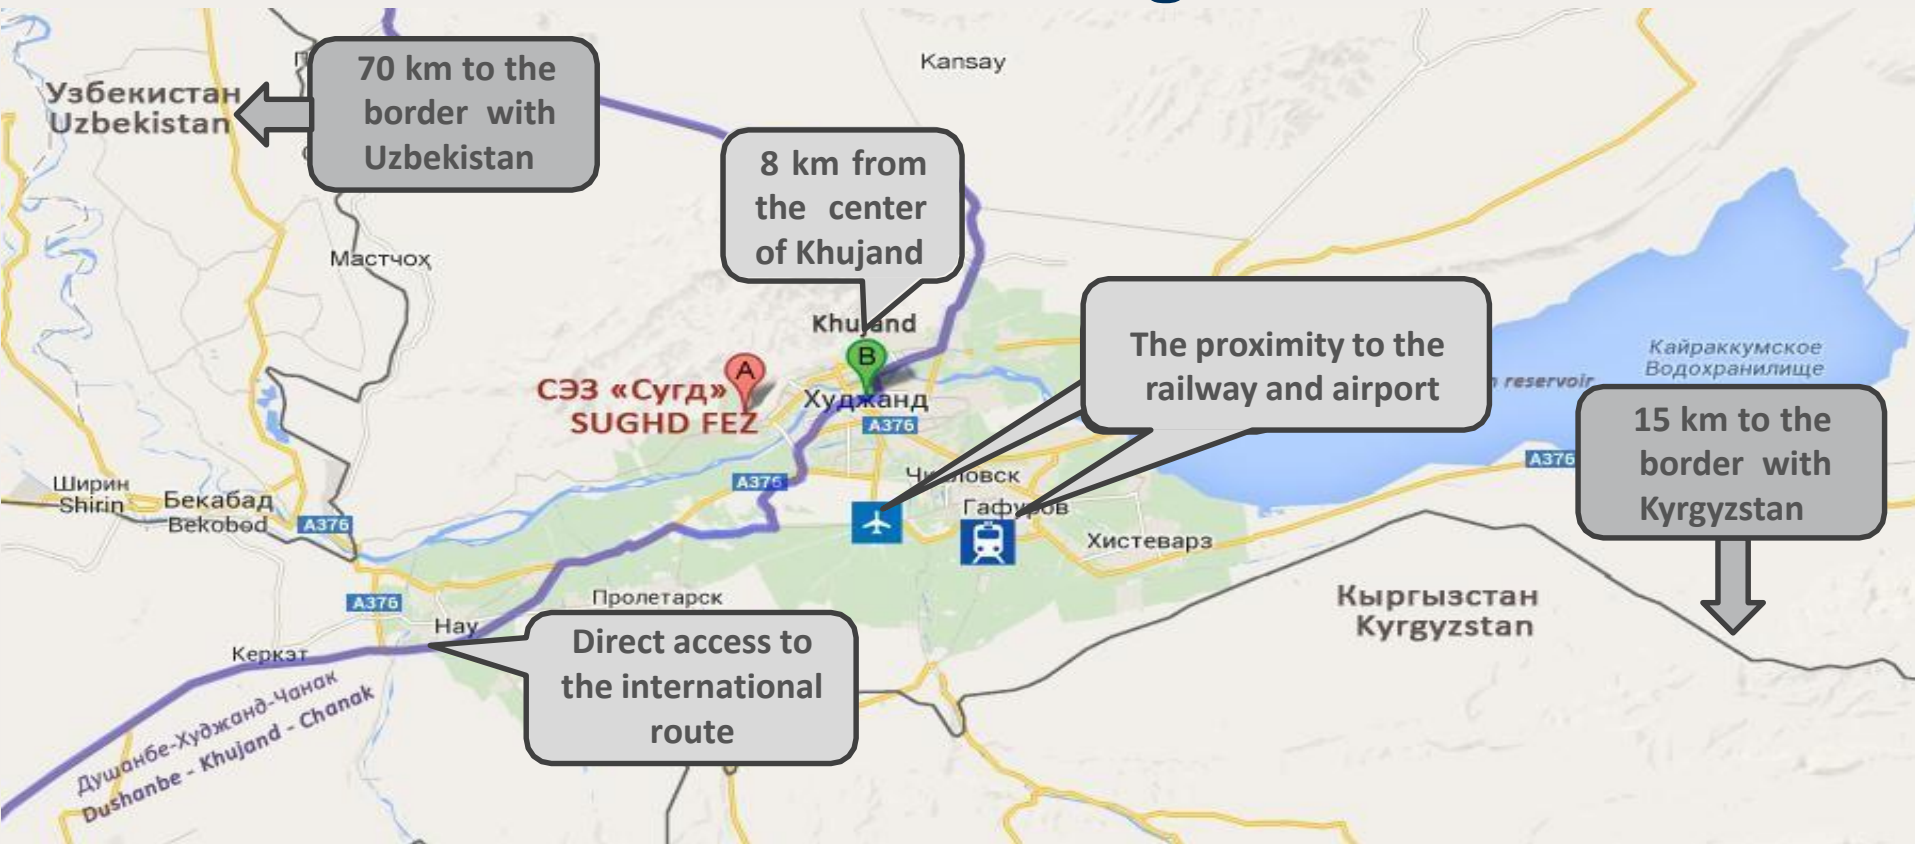 Kansay
70 km to the
border with
Uzbekistan
Узбекистан
Uzbekistan
8 km from
the center
of Khujand
Мастчоҳ
Khujand
The proximity to the
railway and airport
Кайраккумское
Водохранилище
reservoir
A
B
СЭЗ «Сугд»
SUGHD FEZ
Худжанд
A376
15 km to the
border with
Kyrgyzstan
A376
A376
Ширин
Shirin
Бекабад
Bekobod
A376
Гафуров
Хистеварз
A376
Пролетарск
Кыргызстан
Kyrgyzstan
Нау
Керкэт
Direct access to
the international
route
Душанбе-Худжанд-Чанак
Dushanbe - Khujand - Chanak